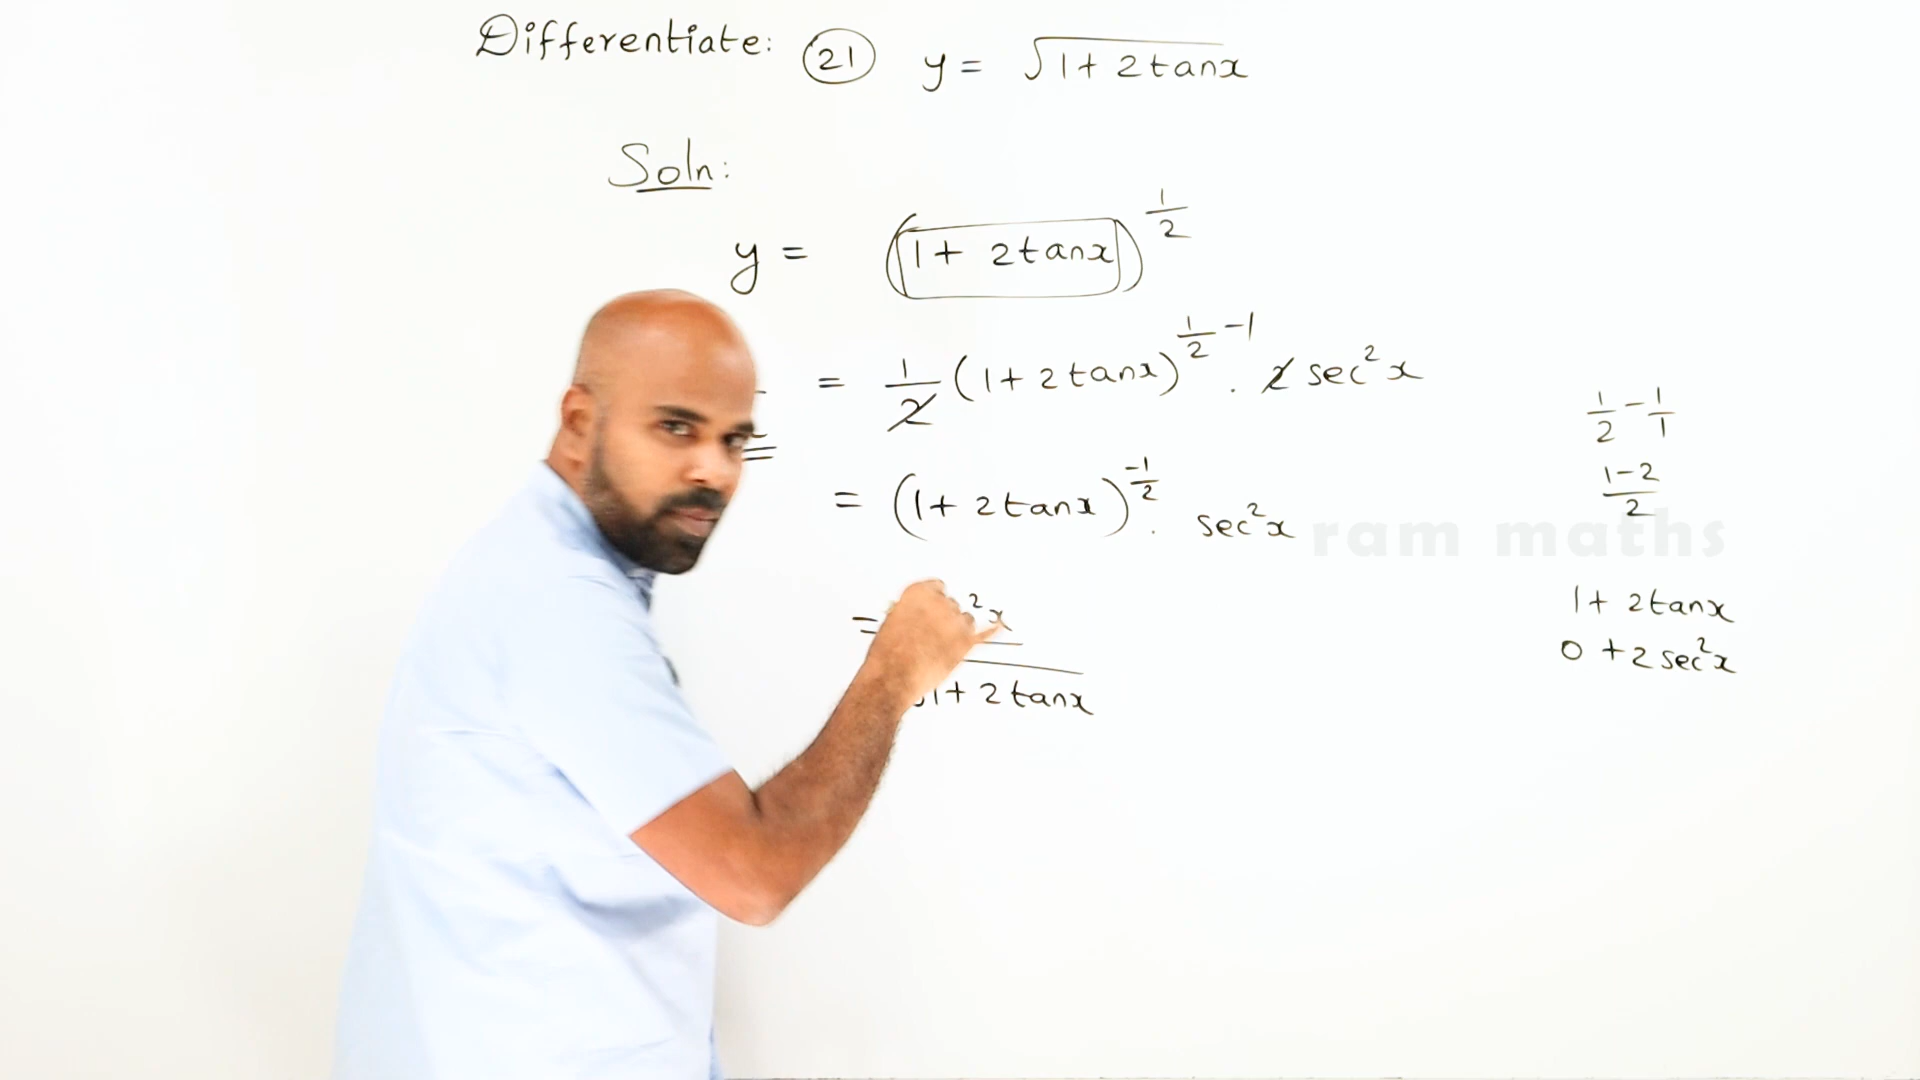 Differentiate: (21) y = √1+2tanx
Soln:
y = (1+ 2tanx)^1/2
= 1/2 (1+2tanx)^1/2 -1 . 2 sec²x
= (1+2tanx)^-1/2 . sec²x
= ²x / 1+2tanx
1/2 - 1/1
1-2/2
ram maths
1+ 2tanx
0 +2sec²x